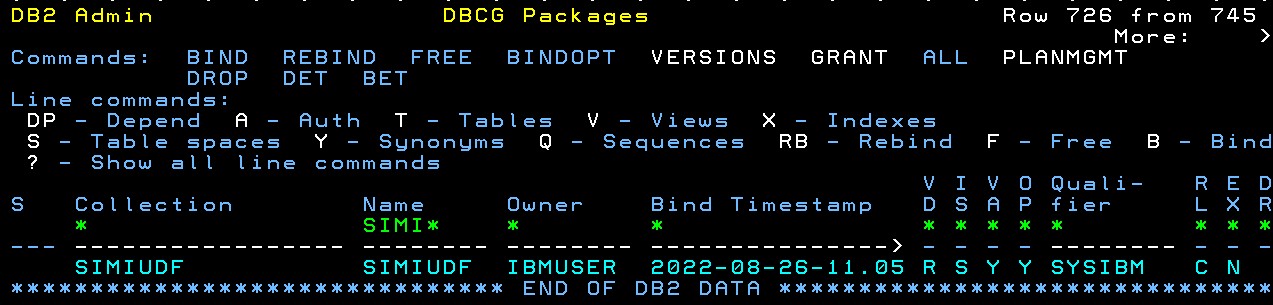 DB2 Admin DBCG Packages Row 726 from 745
More: >
Commands: BIND REBIND FREE BINDOPT VERSIONS GRANT ALL PLANMGMT
DROP DET BET
Line commands:
DP - Depend A - Auth T - Tables V - Views X - Indexes
S - Table spaces Y - Synonyms Q - Sequences RB - Rebind F - Free B - Bind
? - Show all line commands
V I V O Quali- R E D
S Collection Name Owner Bind Timestamp D S A P fier L X R
* SIMI* * * * * * * * * * *
--- ----------------- -------- -------- ---------------> - - - - -------- - - -
SIMIUDF SIMIUDF IBMUSER 2022-08-26-11.05 R S Y Y SYSIBM C N
******************************* END OF DB2 DATA *******************************